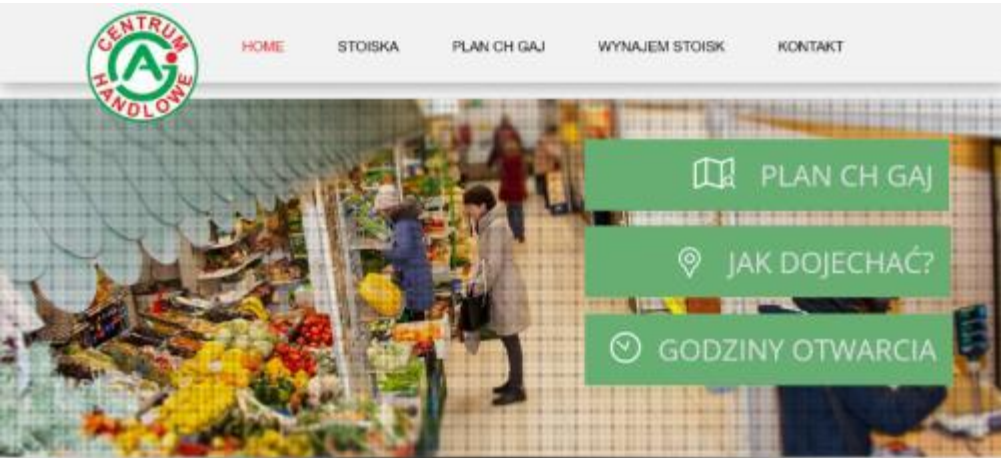 CENTRUM
GAJ
HANDLOWE
HOME STOISKA PLAN CH GAJ WYNAJEM STOISK KONTAKT
PLAN CH GAJ
JAK DOJECHAĆ?
GODZINY OTWARCIA